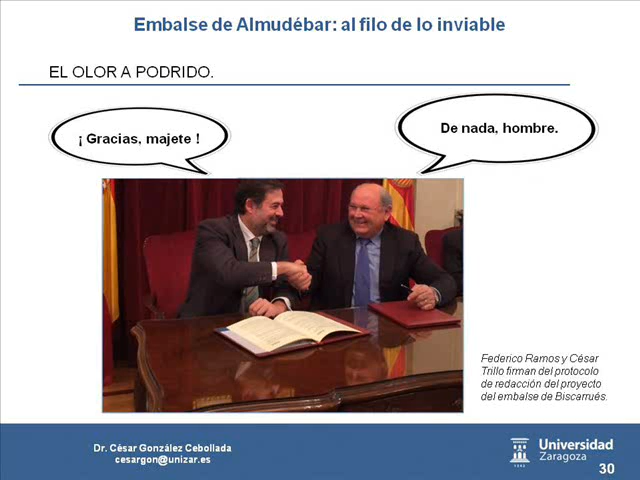 Embalse de Almudébar: al filo de lo inviable
EL OLOR A PODRIDO.
¡ Gracias, majete !
De nada, hombre.
Federico Ramos y César
Trillo firman del protocolo
de redacción del proyecto
del embalse de Biscarrués.
Dr. César González Cebollada
cesargon@unizar.es
Universidad
Zaragoza
1542
30